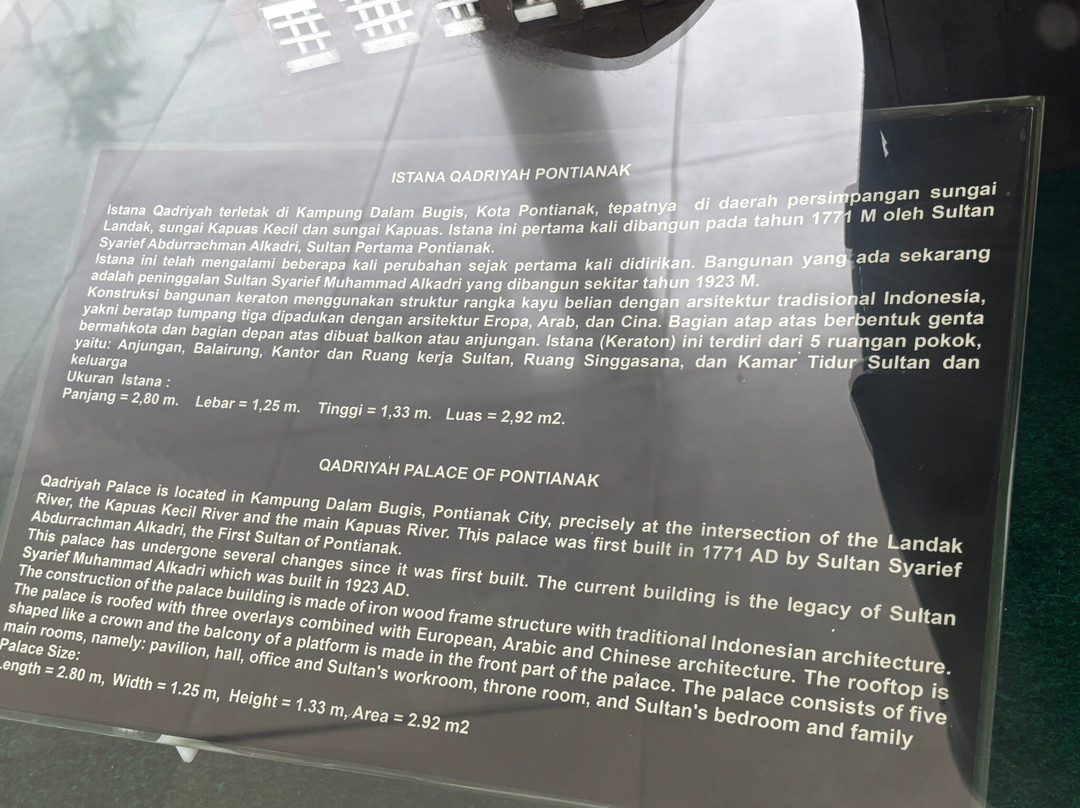 ISTANA QADRIYAH PONTIANAK
Istana Qadriyah terletak di Kampung Dalam Bugis, Kota Pontianak, tepatnya di daerah persimpangan sungai
Landak, sungai Kapuas Kecil dan sungai Kapuas. Istana ini pertama kali dibangun pada tahun 1771 M oleh Sultan
Syarief Abdurrachman Alkadri, Sultan Pertama Pontianak.
Istana ini telah mengalami beberapa kali perubahan sejak pertama kali didirikan. Bangunan yang ada sekarang
adalah peninggalan Sultan Syarief Muhammad Alkadri yang dibangun sekitar tahun 1923 M.
Konstruksi bangunan keraton menggunakan struktur rangka kayu belian dengan arsitektur tradisional Indonesia,
yakni beratap tumpang tiga dipadukan dengan arsitektur Eropa, Arab, dan Cina. Bagian atap atas berbentuk genta
bermahkota dan bagian depan atas dibuat balkon atau anjungan. Istana (Keraton) ini terdiri dari 5 ruangan pokok,
yaitu: Anjungan, Balairung, Kantor dan Ruang kerja Sultan, Ruang Singgasana, dan Kamar Tidur Sultan dan
keluarga
Ukuran Istana :
Panjang = 2,80 m. Lebar = 1,25 m. Tinggi = 1,33 m. Luas = 2,92 m2.
QADRIYAH PALACE OF PONTIANAK
Qadriyah Palace is located in Kampung Dalam Bugis, Pontianak City, precisely at the intersection of the Landak
River, the Kapuas Kecil River and the main Kapuas River. This palace was first built in 1771 AD by Sultan Syarief
Abdurrachman Alkadri, the First Sultan of Pontianak.
This palace has undergone several changes since it was first built. The current building is the legacy of Sultan
Syarief Muhammad Alkadri which was built in 1923 AD.
The construction of the palace building is made of iron wood frame structure with traditional Indonesian architecture.
The palace is roofed with three overlays combined with European, Arabic and Chinese architecture. The rooftop is
shaped like a crown and the balcony of a platform is made in the front part of the palace. The palace consists of five
main rooms, namely: pavilion, hall, office and Sultan's workroom, throne room, and Sultan's bedroom and family
Palace Size:
Length = 2.80 m, Width = 1.25 m, Height = 1.33 m, Area = 2.92 m2